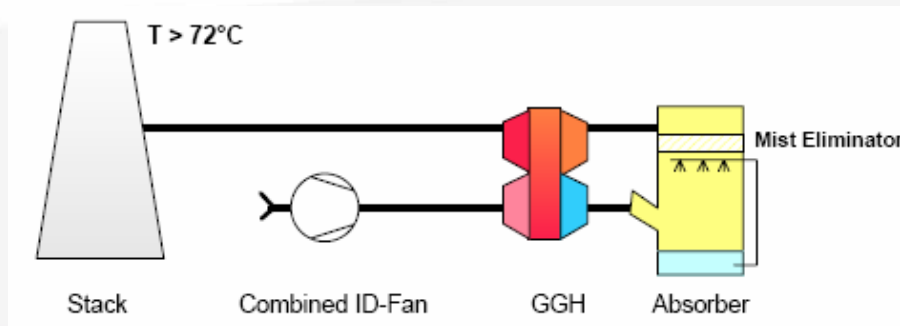 T > 72°C
Mist Eliminator
Stack
Combined ID-Fan
GGH
Absorber